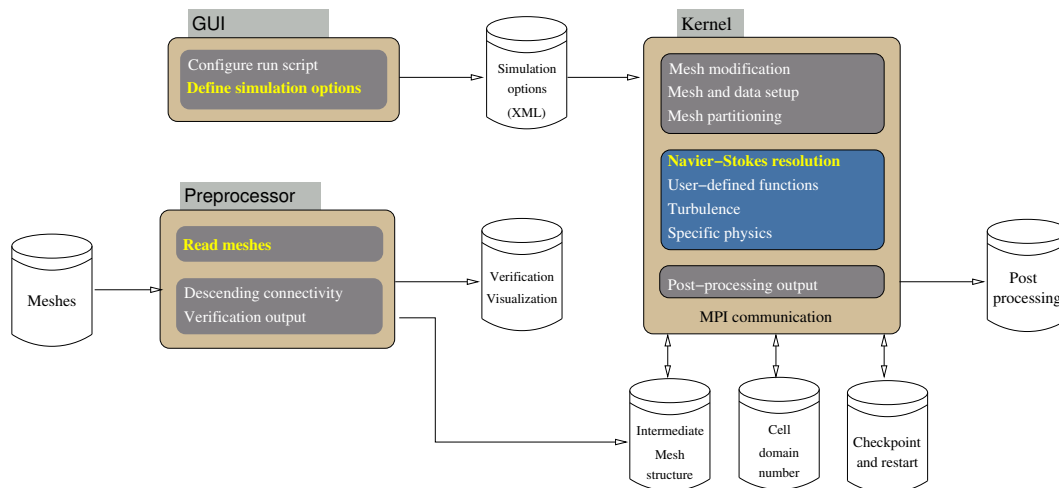 GUI
Configure run script
Define simulation options
Simulation
options
(XML)
Kernel
Mesh modification
Mesh and data setup
Mesh partitioning
Navier−Stokes resolution
User−defined functions
Turbulence
Specific physics
Post−processing output
MPI communication
Preprocessor
Read meshes
Descending connectivity
Verification output
Meshes
Verification
Visualization
Post
processing
Intermediate
Mesh
structure
Cell
domain
number
Checkpoint
and restart